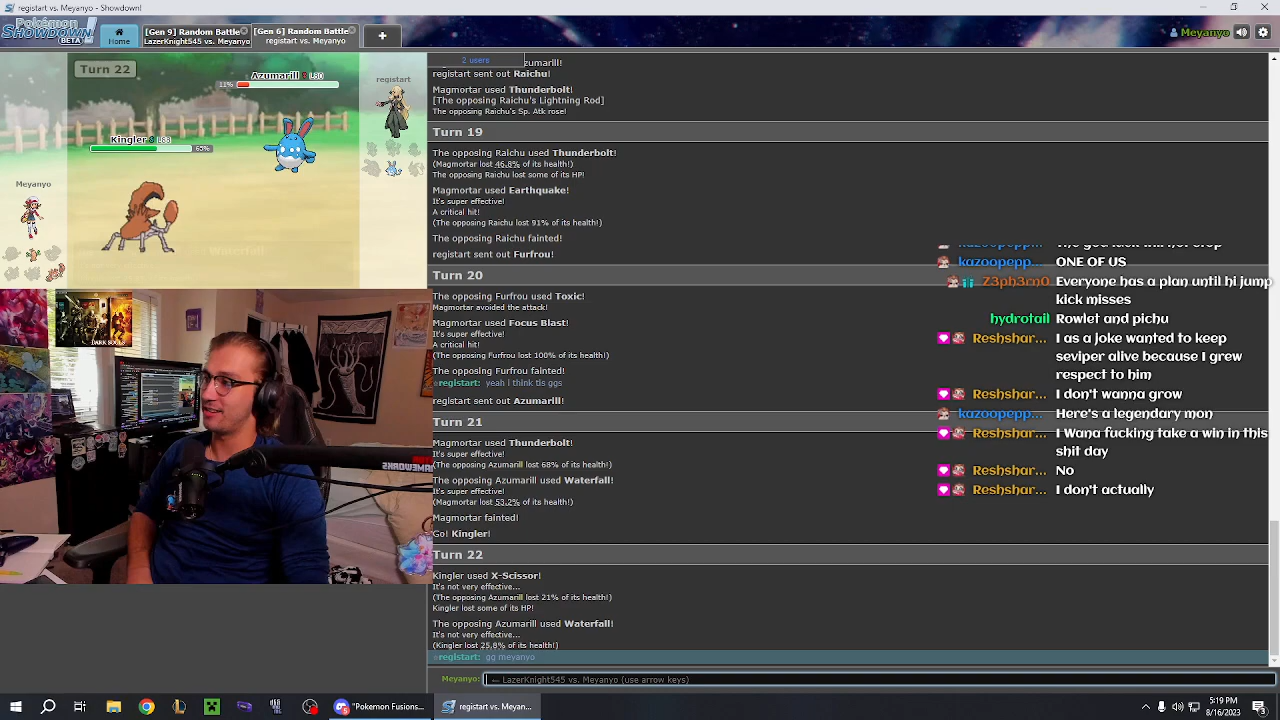 registart vs. Meyanyo - Showdown!
Showdown!
BETA
Home
[Gen 9] Random Battle
LazerKnight545 vs. Meyanyo
[Gen 6] Random Battle
registart vs. Meyanyo
Meyanyo
Turn 22
Azumarill L80
11%
registart
Kingler L83
65%
Meyanyo
Waterfall
DARK SOULS
2 users
registart sent out Raichu!
Magmortar used Thunderbolt!
[The opposing Raichu's Lightning Rod]
The opposing Raichu's Sp. Atk rose!
Turn 19
The opposing Raichu used Thunderbolt!
(Magmortar lost 46.8% of its health!)
The opposing Raichu lost some of its HP!
Magmortar used Earthquake!
It's super effective!
A critical hit!
(The opposing Raichu lost 91% of its health!)
The opposing Raichu fainted!
registart sent out Furfrou!
Turn 20
The opposing Furfrou used Toxic!
Magmortar avoided the attack!
Magmortar used Focus Blast!
It's super effective!
A critical hit!
(The opposing Furfrou lost 100% of its health!)
The opposing Furfrou fainted!
☆registart: yeah i think tis ggs
registart sent out Azumarill!
Turn 21
Magmortar used Thunderbolt!
It's super effective!
(The opposing Azumarill lost 68% of its health!)
The opposing Azumarill used Waterfall!
It's super effective!
(Magmortar lost 53.2% of its health!)
Magmortar fainted!
Go! Kingler!
Turn 22
Kingler used X-Scissor!
It's not very effective...
(The opposing Azumarill lost 21% of its health!)
Kingler lost some of its HP!
The opposing Azumarill used Waterfall!
It's not very effective...
(Kingler lost 25.8% of its health!)
☆registart: gg meyanyo
Meyanyo: ← LazerKnight545 vs. Meyanyo (use arrow keys)
kazoopepp... ONE OF US
Z3ph3rn0 Everyone has a plan until hi jump
kick misses
hydrotail Rowlet and pichu
Reshshar... I as a joke wanted to keep
seviper alive because I grew
respect to him
Reshshar... I don't wanna grow
kazoopepp... Here's a legendary mon
Reshshar... I Wana fucking take a win in this
shit day
Reshshar... No
Reshshar... I don't actually
"Pokemon Fusions...
registart vs. Meyan...
5:19 PM
8/16/2023